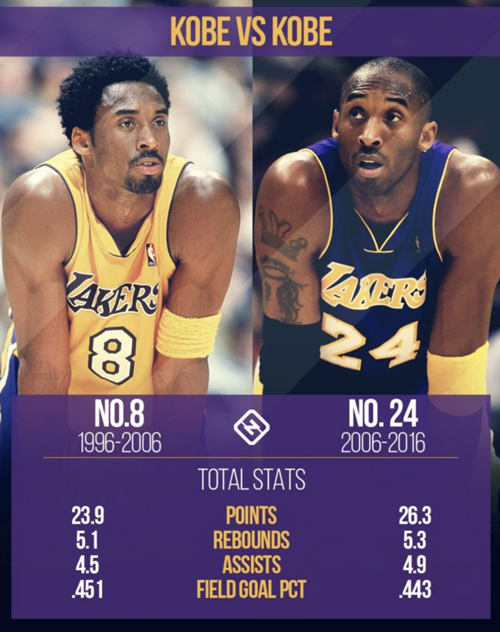 KOBE VS KOBE
LAKERS
8
LAKERS
24
NO.8
1996-2006
NO. 24
2006-2016
TOTAL STATS
23.9 POINTS 26.3
5.1 REBOUNDS 5.3
4.5 ASSISTS 4.9
.451 FIELD GOAL PCT .443